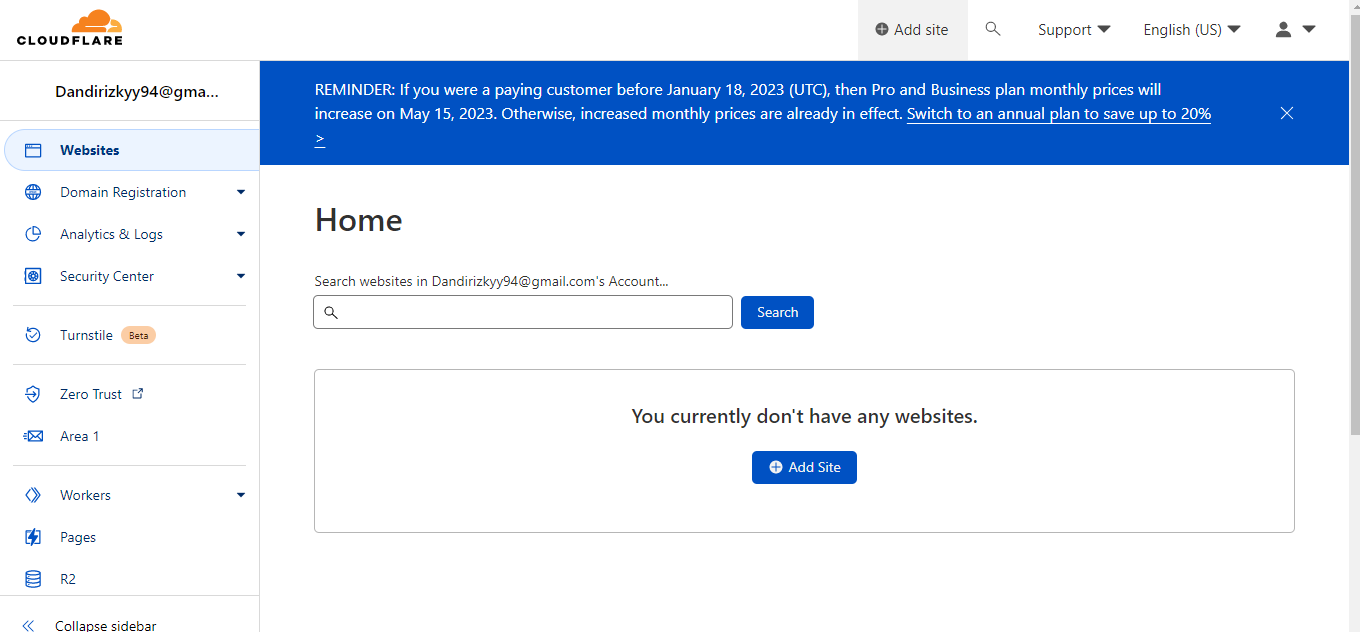 CLOUDFLARE
Add site
Support
English (US)
Dandirizkyy94@gma...
Websites
Domain Registration
Analytics & Logs
Security Center
Turnstile Beta
Zero Trust
Area 1
Workers
Pages
R2
Collapse sidebar
REMINDER: If you were a paying customer before January 18, 2023 (UTC), then Pro and Business plan monthly prices will
increase on May 15, 2023. Otherwise, increased monthly prices are already in effect. Switch to an annual plan to save up to 20%
>
Home
Search websites in Dandirizkyy94@gmail.com's Account...
Search
You currently don't have any websites.
Add Site